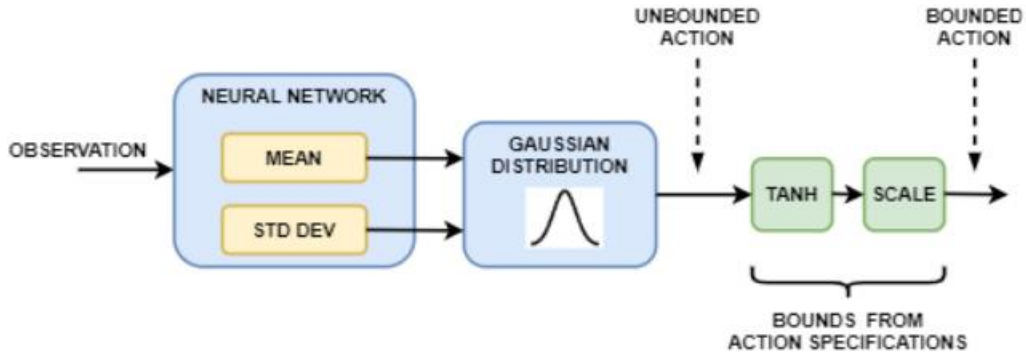 UNBOUNDED
ACTION
BOUNDED
ACTION
NEURAL NETWORK
OBSERVATION
MEAN
STD DEV
GAUSSIAN
DISTRIBUTION
TANH
SCALE
BOUNDS FROM
ACTION SPECIFICATIONS